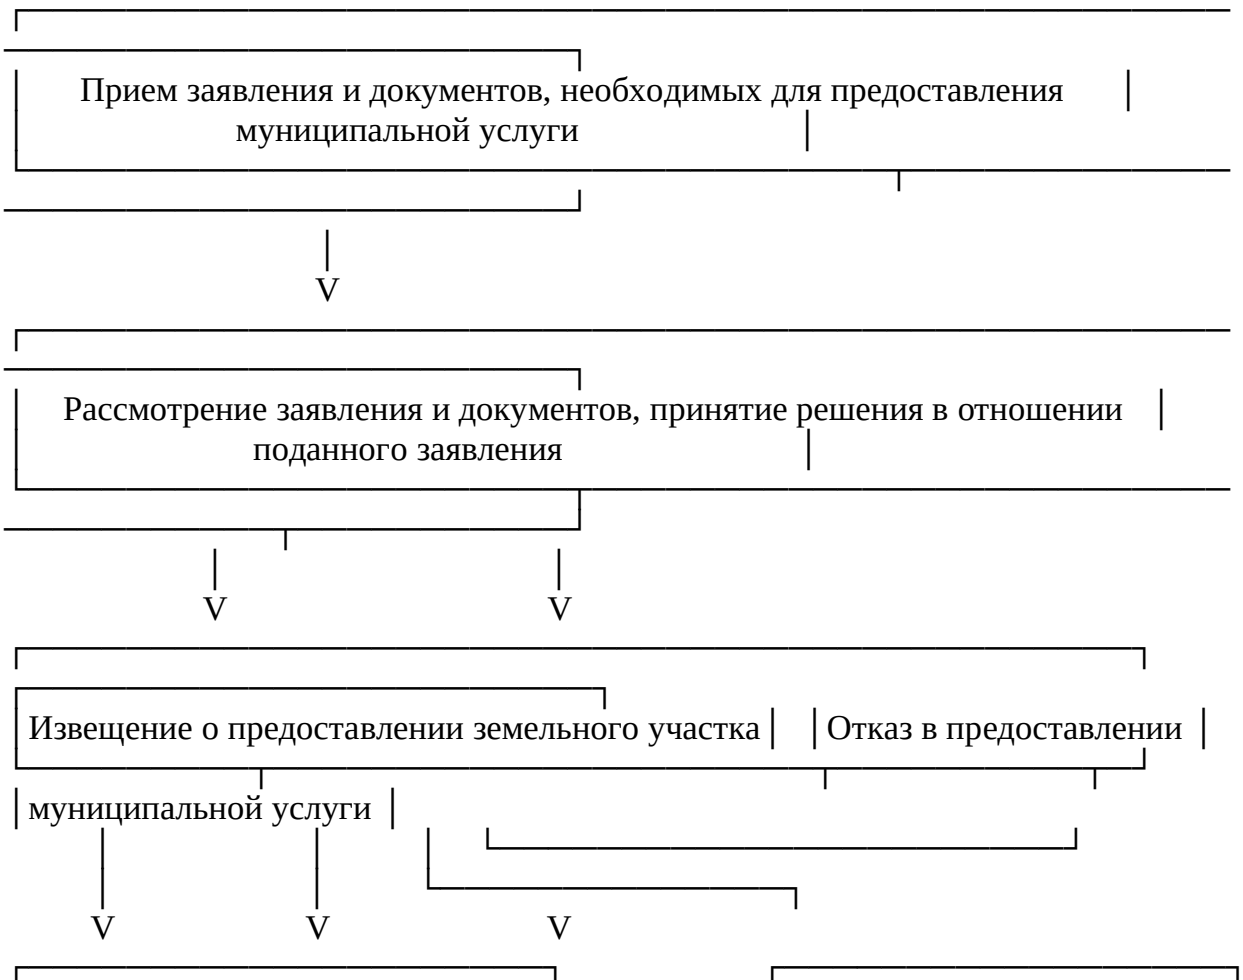 Прием заявления и документов, необходимых для предоставления
муниципальной услуги
V
Рассмотрение заявления и документов, принятие решения в отношении
поданного заявления
V V
Извещение о предоставлении земельного участка Отказ в предоставлении
муниципальной услуги
V V V